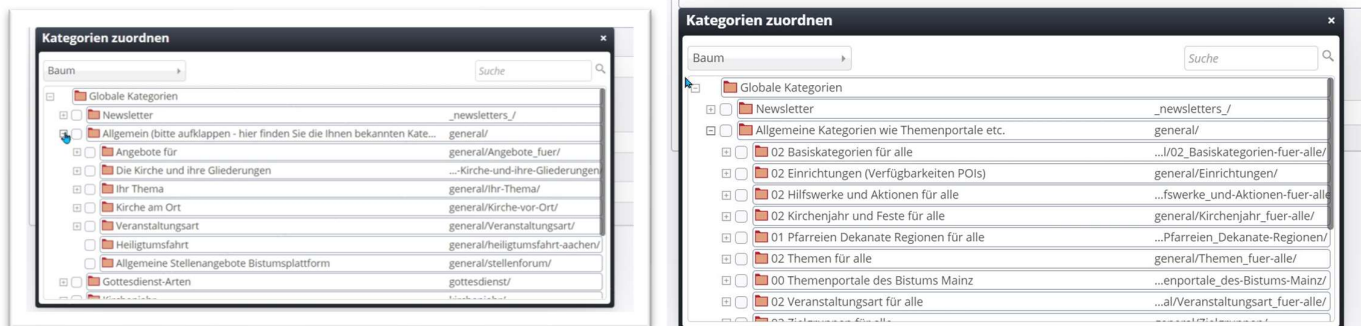 Kategorien zuordnen ×
Baum Suche
Globale Kategorien
Newsletter _newsletters_/
Allgemein (bitte aufklappen - hier finden Sie die Ihnen bekannten Kate... general/
Angebote für general/Angebote_fuer/
Die Kirche und ihre Gliederungen ...-Kirche-und-ihre-Gliederungen/
Ihr Thema general/Ihr-Thema/
Kirche am Ort general/Kirche-vor-Ort/
Veranstaltungsart general/Veranstaltungsart/
Heiligtumsfahrt general/heiligtumsfahrt-aachen/
Allgemeine Stellenangebote Bistumsplattform general/stellenforum/
Gottesdienst-Arten gottesdienst/
Kategorien zuordnen ×
Baum Suche
Globale Kategorien
Newsletter _newsletters_/
Allgemeine Kategorien wie Themenportale etc. general/
02 Basiskategorien für alle ...l/02_Basiskategorien-fuer-alle/
02 Einrichtungen (Verfügbarkeiten POIs) general/Einrichtungen/
02 Hilfswerke und Aktionen für alle ...fswerke_und-Aktionen-fuer-alle
02 Kirchenjahr und Feste für alle general/Kirchenjahr_fuer-alle/
01 Pfarreien Dekanate Regionen für alle ...Pfarreien_Dekanate-Regionen/
02 Themen für alle general/Themen_fuer-alle/
00 Themenportale des Bistums Mainz ...enportale_des-Bistums-Mainz/
02 Veranstaltungsart für alle ...al/Veranstaltungsart_fuer-alle/